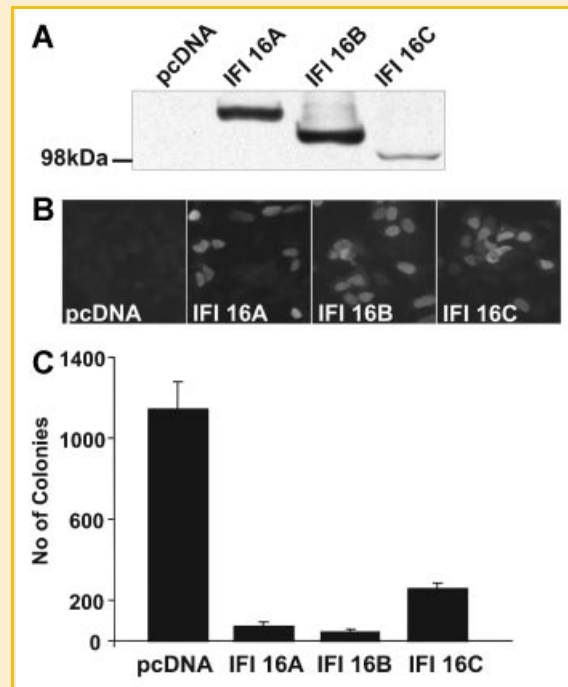 A
pcDNA IFI 16A IFI 16B IFI 16C
98kDa
B
pcDNA IFI 16A IFI 16B IFI 16C
C
1400
1000
600
200
0
No of Colonies
pcDNA IFI 16A IFI 16B IFI 16C